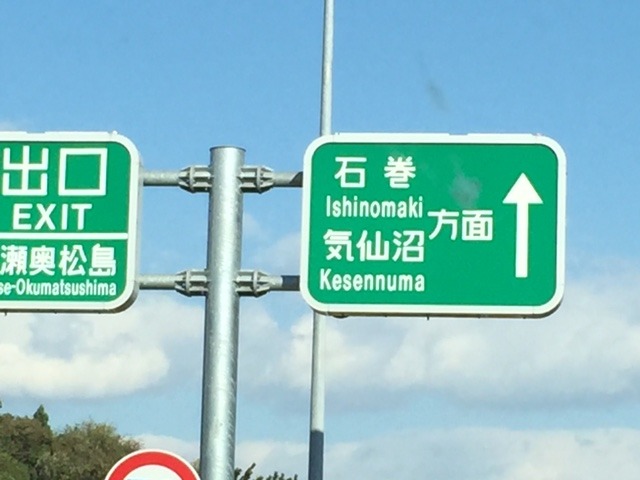 出口
EXIT
瀬奥松島
se-Okumatsushima
石巻
Ishinomaki
気仙沼
Kesennuma
方面